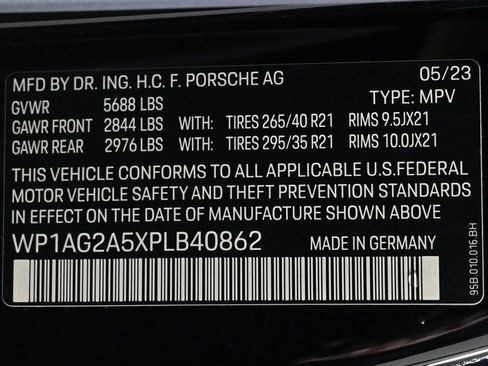 MFD BY DR. ING. H.C. F. PORSCHE AG 05/23
GVWR 5688 LBS TYPE: MPV
GAWR FRONT 2844 LBS WITH: TIRES 265/40 R21 RIMS 9.5JX21
GAWR REAR 2976 LBS WITH: TIRES 295/35 R21 RIMS 10.0JX21
THIS VEHICLE CONFORMS TO ALL APPLICABLE U.S.FEDERAL
MOTOR VEHICLE SAFETY AND THEFT PREVENTION STANDARDS
IN EFFECT ON THE DATE OF MANUFACTURE SHOWN ABOVE
WP1AG2A5XPLB40862 MADE IN GERMANY
95B.010.016.BH